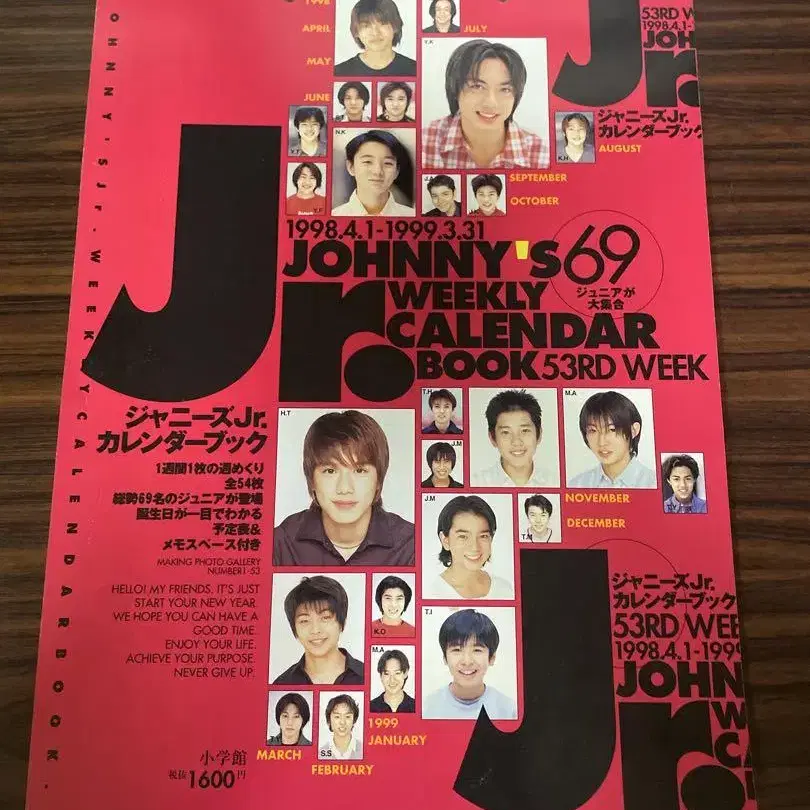 JOHNNY'S Jr. WEEKLY CALENDAR BOOK.
1998
APRIL
MAY
JUNE
JULY
Y.K
53RD W
1998.4.1-
JOH
Jr.
ジャニーズJr.
カレンダーブック
K.H
AUGUST
Y.T
N.K
Y.F
J.A
SEPTEMBER
OCTOBER
Jr.
1998.4.1-1999.3.31
JOHNNY'S
WEEKLY
CALENDAR
BOOK 53RD WEEK
69
ジュニアが
大集合
ジャニーズJr.
カレンダーブック
1週間1枚の週めくり
全54枚
総勢69名のジュニアが登場
誕生日が一目でわかる
予定表&
メモスペース付き
MAKING PHOTO GALLERY
NUMBER1-53
HELLO! MY FRIENDS, IT'S JUST
START YOUR NEW YEAR.
WE HOPE YOU CAN HAVE A
GOOD TIME.
ENJOY YOUR LIFE.
ACHIEVE YOUR PURPOSE.
NEVER GIVE UP.
H.T
T.H
J.M
M.A
NOVEMBER
DECEMBER
J.M
T.M
K.O
M.A
T.I
1999
JANUARY
S.S
FEBRUARY
MARCH
小学館
税抜1600円
ジャニーズJr.
カレンダーブック
53RD WEE
1998.4.1-1999
JOHN
Jr.
W
CA
B